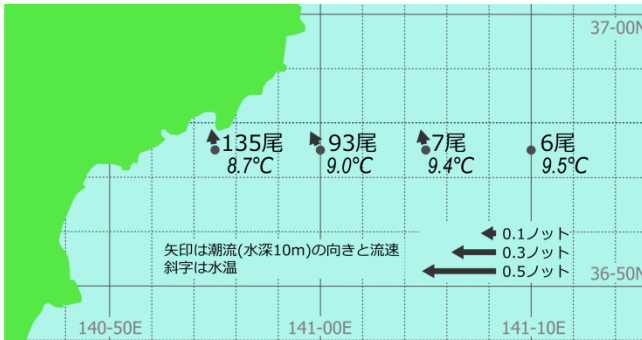 37-00N
135尾
93尾
7尾
6尾
8.7℃
9.0℃
9.4℃
9.5℃
0.1ノット
矢印は潮流(水深10m)の向きと流速
0.3ノット
斜字は水温
0.5ノット
36-50N
140-50E
141-00E
141-10E